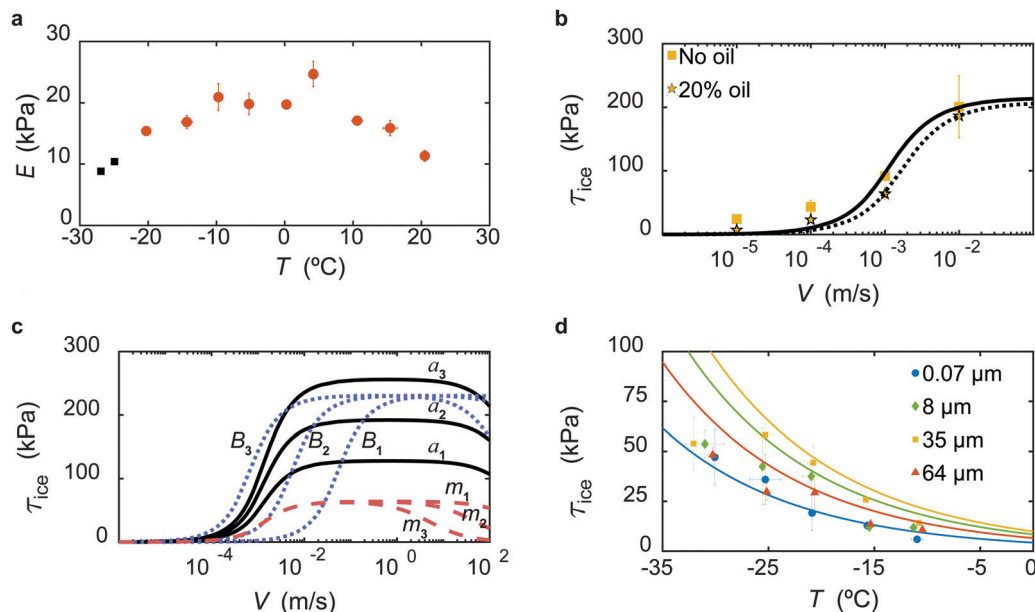 a
30
20
10
0
E (kPa)
-30 -20 -10 0 10 20 30
T (ºC)
b
300
200
100
0
τice (kPa)
No oil
20% oil
10-5 10-4 10-3 10-2
V (m/s)
c
300
200
100
0
τice (kPa)
a3
a2
a1
B3 B2 B1
m1
m2
m3
10-4 10-2 100 102
V (m/s)
d
100
75
50
25
0
τice (kPa)
0.07 µm
8 µm
35 µm
64 µm
-35 -25 -15 -5 0
T (ºC)